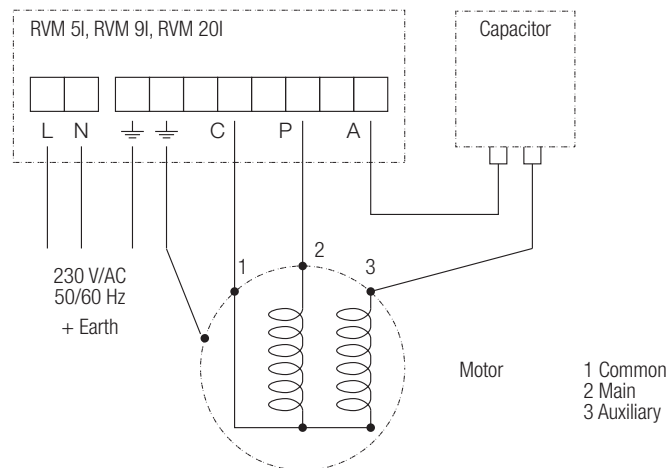 RVM 5I, RVM 9I, RVM 20I
Capacitor
L N C P A
1 2 3
230 V/AC
50/60 Hz
+ Earth
Motor
1 Common
2 Main
3 Auxiliary